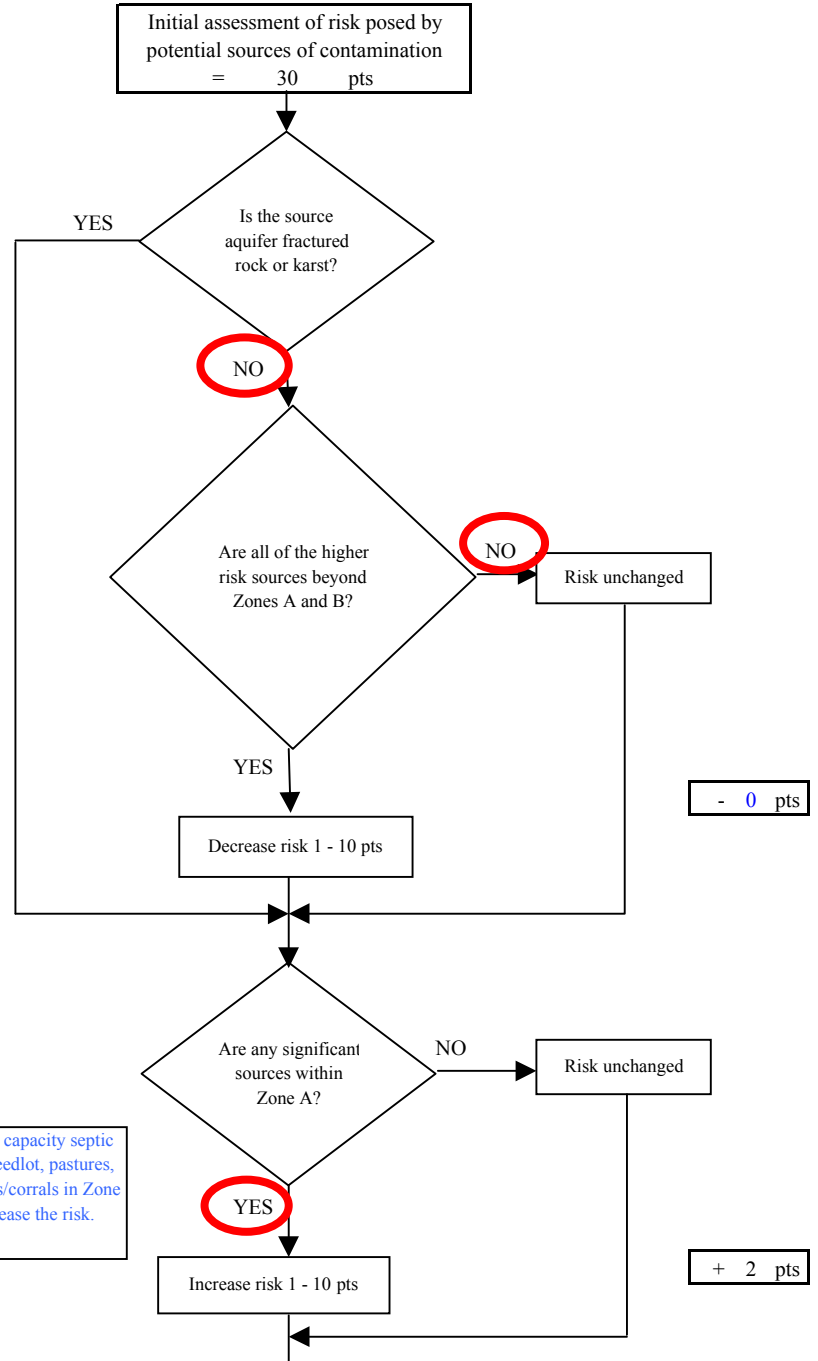 Initial assessment of risk posed by
potential sources of contamination
= 30 pts
YES
Is the source
aquifer fractured
rock or karst?
NO
Are all of the higher
risk sources beyond
Zones A and B?
NO
Risk unchanged
YES
- 0 pts
Decrease risk 1 - 10 pts
Are any significant
sources within
Zone A?
NO
Risk unchanged
capacity septic
edlot, pastures,
s/corrals in Zone
ease the risk.
YES
Increase risk 1 - 10 pts
+ 2 pts